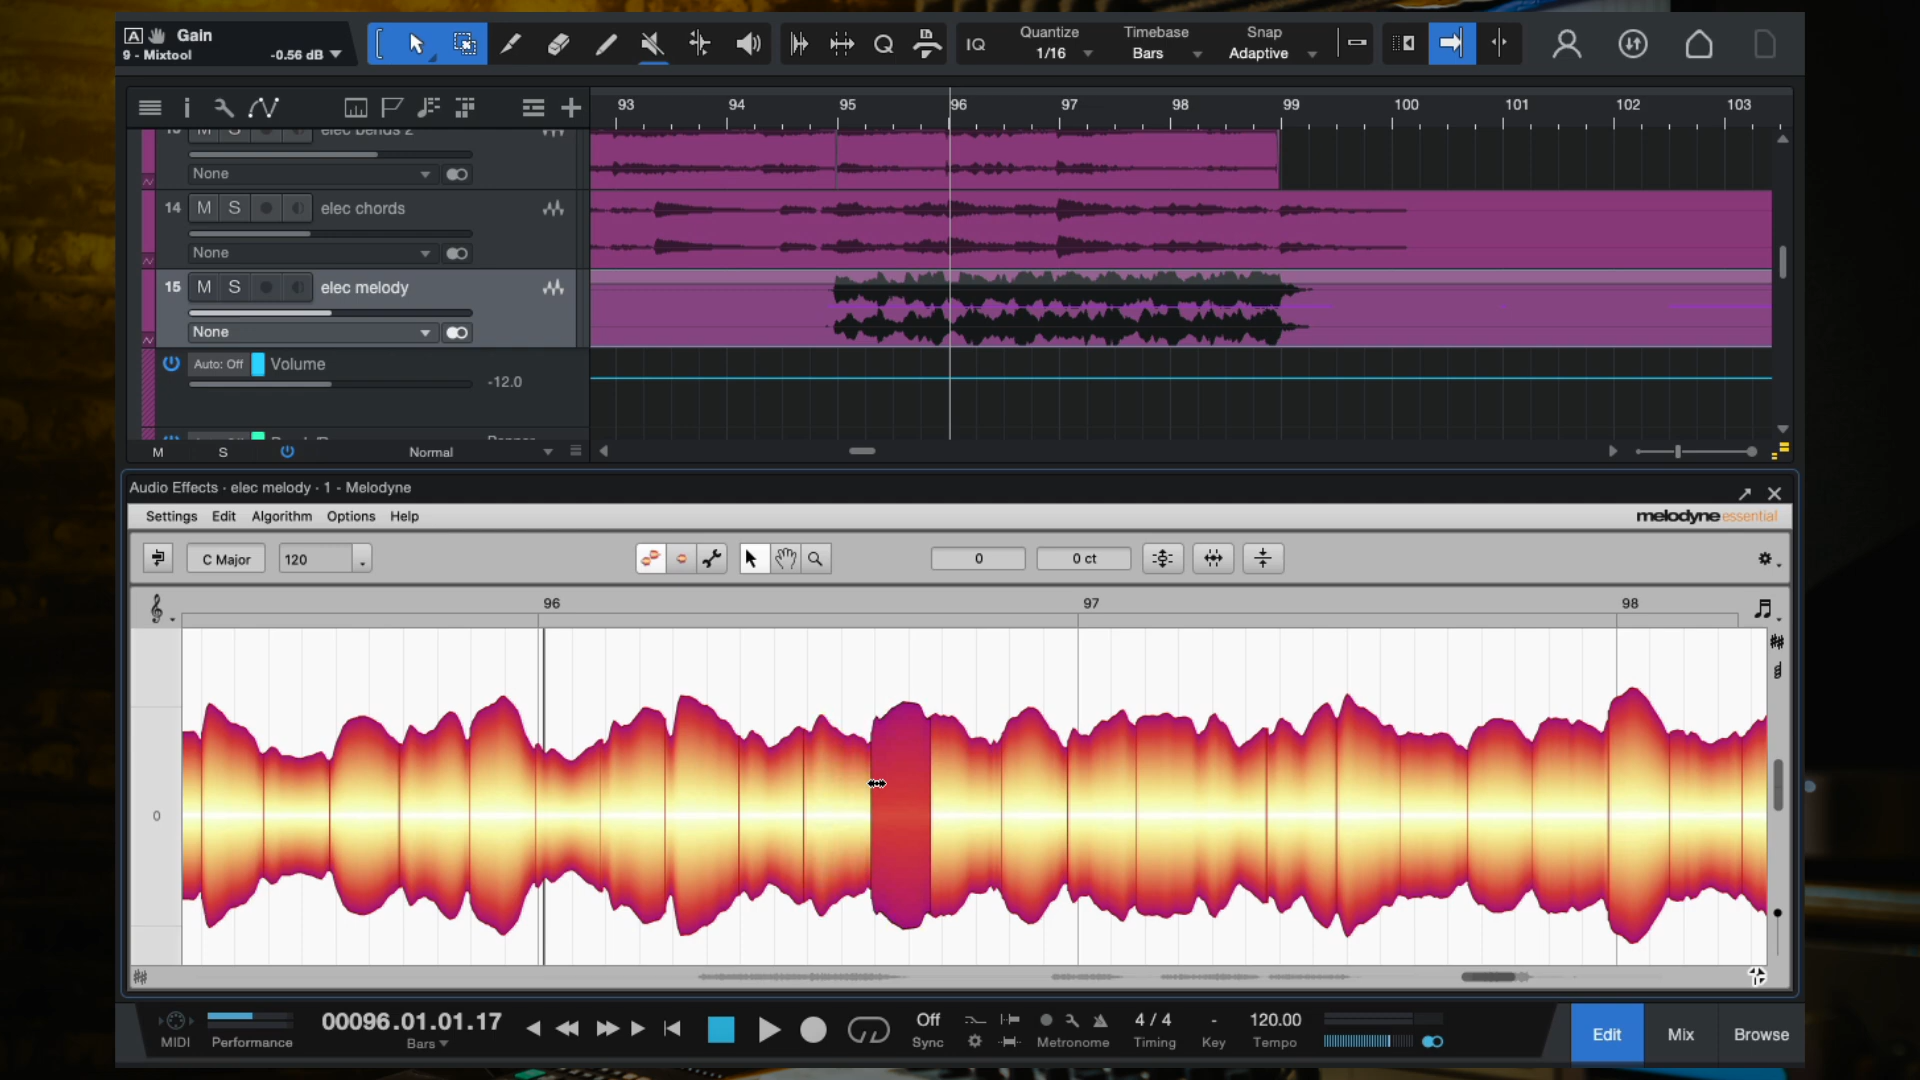 A Gain
9 - Mixtool -0.56 dB
IQ
Quantize
1/16
Timebase
Bars
Snap
Adaptive
93 94 95 96 97 98 99 100 101 102 103
M S elec bends 2
None
14 M S elec chords
None
15 M S elec melody
None
Auto: Off Volume
-12.0
M S Normal
Audio Effects · elec melody · 1 - Melodyne
Settings Edit Algorithm Options Help
melodyne essential
C Major 120 0 0 ct
96 97 98
0
MIDI
Performance
00096.01.01.17
Bars
Off
Sync
Metronome
4 / 4
Timing
-
Key
120.00
Tempo
Edit Mix Browse